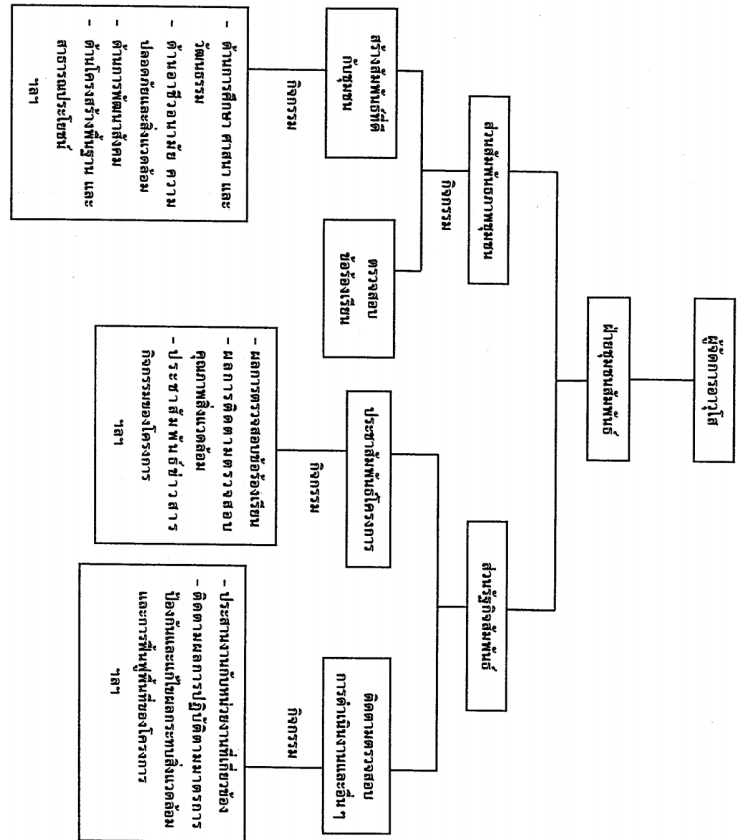 ผู้จัดการอาวุโส
ฝ่ายชุมชนสัมพันธ์
ส่วนสัมพันธภาพชุมชน
ส่วนรัฐกิจสัมพันธ์
กิจกรรม
สร้างสัมพันธ์ที่ดี
กับชุมชน
ตรวจสอบ
ข้อร้องเรียน
ประชาสัมพันธ์โครงการ
ติดตามตรวจสอบ
การดำเนินงานและอื่น ๆ
กิจกรรม
กิจกรรม
กิจกรรม
- ด้านการศึกษา ศาสนา และ
วัฒนธรรม
- ด้านอาชีวอนามัย ความ
ปลอดภัยและสิ่งแวดล้อม
- ด้านการพัฒนาสังคม
- ด้านโครงสร้างพื้นฐาน และ
สาธารณประโยชน์
ฯลฯ
- ผลการตรวจสอบข้อร้องเรียน
- ผลการติดตามตรวจสอบ
คุณภาพสิ่งแวดล้อม
- ประชาสัมพันธ์ข่าวสาร
กิจกรรมของโครงการ
ฯลฯ
- ประสานงานกับหน่วยงานที่เกี่ยวข้อง
- ติดตามผลการปฏิบัติตามมาตรการ
ป้องกันและแก้ไขผลกระทบสิ่งแวดล้อม
และการฟื้นฟูพื้นที่ของโครงการ
ฯลฯ